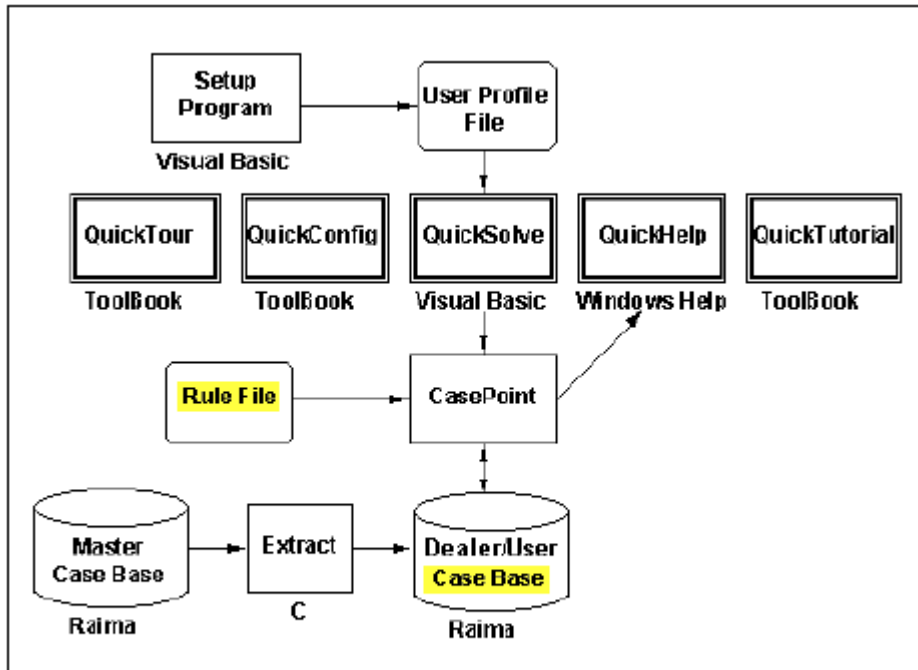 Setup
Program
User Profile
File
Visual Basic
QuickTour
QuickConfig
QuickSolve
QuickHelp
QuickTutorial
ToolBook
ToolBook
Visual Basic
Windows Help
ToolBook
Rule File
CasePoint
Master
Case Base
Extract
Dealer/User
Case Base
Raima
C
Raima